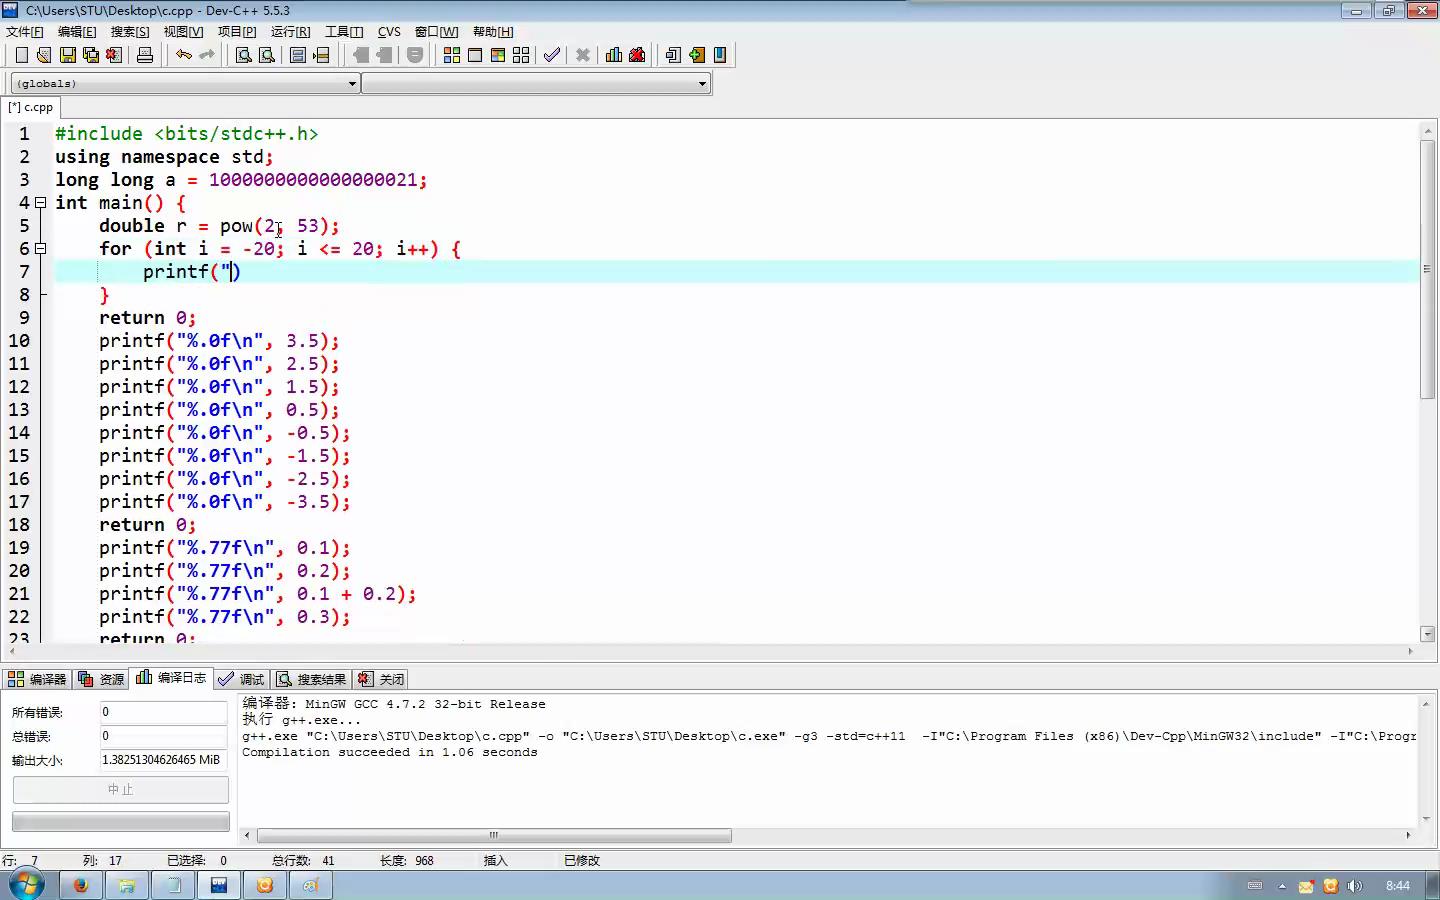 C:\Users\STU\Desktop\c.cpp - Dev-C++ 5.5.3
文件[F] 编辑[E] 搜索[S] 视图[V] 项目[P] 运行[R] 工具[T] CVS 窗口[W] 帮助[H]
(globals)
[*] c.cpp
1 #include <bits/stdc++.h>
2 using namespace std;
3 long long a = 1000000000000000021;
4 int main() {
5 double r = pow(2, 53);
6 for (int i = -20; i <= 20; i++) {
7 printf(")
8 }
9 return 0;
10 printf("%.0f\n", 3.5);
11 printf("%.0f\n", 2.5);
12 printf("%.0f\n", 1.5);
13 printf("%.0f\n", 0.5);
14 printf("%.0f\n", -0.5);
15 printf("%.0f\n", -1.5);
16 printf("%.0f\n", -2.5);
17 printf("%.0f\n", -3.5);
18 return 0;
19 printf("%.77f\n", 0.1);
20 printf("%.77f\n", 0.2);
21 printf("%.77f\n", 0.1 + 0.2);
22 printf("%.77f\n", 0.3);
23 return 0;
编译器 资源 编译日志 调试 搜索结果 关闭
所有错误: 0
总错误: 0
输出大小: 1.38251304626465 MiB
中止
编译器: MinGW GCC 4.7.2 32-bit Release
执行 g++.exe...
g++.exe "C:\Users\STU\Desktop\c.cpp" -o "C:\Users\STU\Desktop\c.exe" -g3 -std=c++11 -I"C:\Program Files (x86)\Dev-Cpp\MinGW32\include" -I"C:\Progr
Compilation succeeded in 1.06 seconds
行: 7 列: 17 已选择: 0 总行数: 41 长度: 968 插入 已修改
DEV
8:44